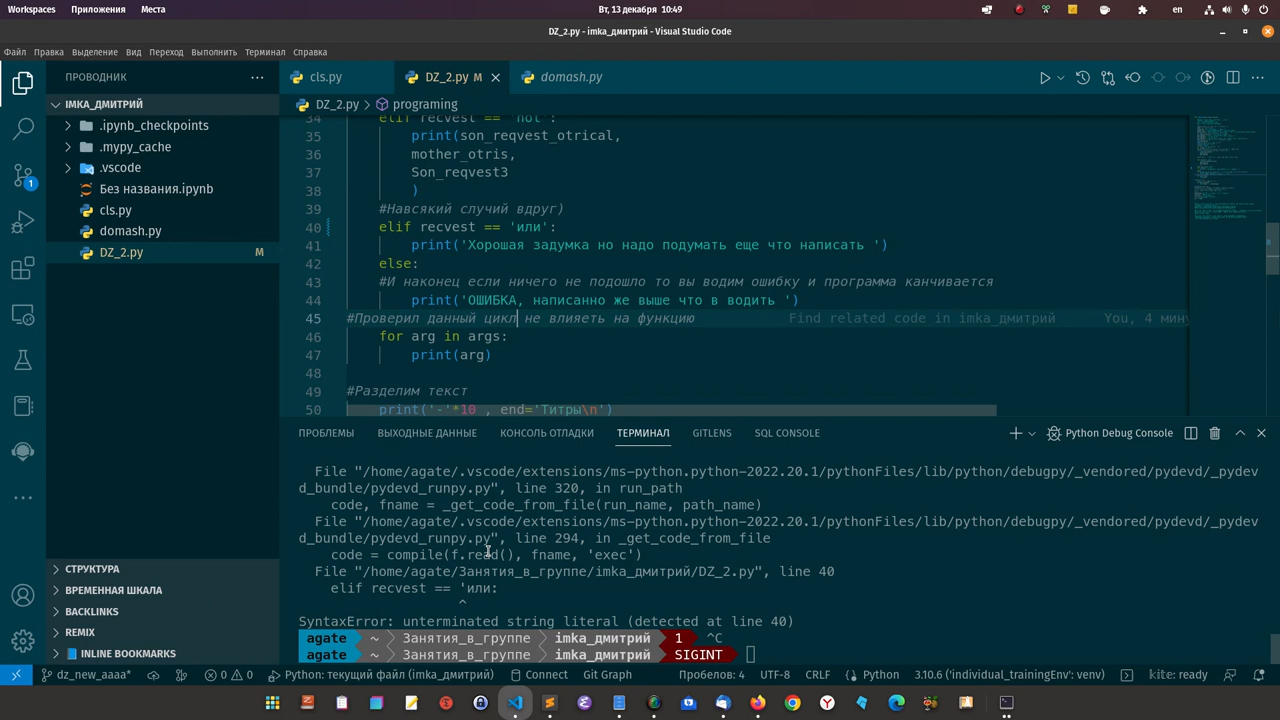 Workspaces Приложения Места Вт, 13 декабря 10:49 en
DZ_2.py - imka_дмитрий - Visual Studio Code
Файл Правка Выделение Вид Переход Выполнить Терминал Справка
ПРОВОДНИК
cls.py
DZ_2.py M
domash.py
IМКА_ДМИТРИЙ
.ipynb_checkpoints
.mypy_cache
.vscode
Без названия.ipynb
cls.py
domash.py
DZ_2.py M
СТРУКТУРА
ВРЕМЕННАЯ ШКАЛА
BACKLINKS
REMIX
INLINE BOOKMARKS
1
DZ_2.py > programing
34 elif recvest == 'not':
35 print(son_reqvest_otrical,
36 mother_otris,
37 Son_reqvest3
38 )
39 #Навсякий случий вдруг)
40 elif recvest == 'или':
41 print('Хорошая задумка но надо подумать еще что написать ')
42 else:
43 #И наконец если ничего не подошло то вы водим ошибку и программа канчивается
44 print('ОШИБКА, написанно же выше что в водить ')
45 #Проверил данный цикл не влияеть на функцию Find related code in imka_дмитрий You, 4 мину
46 for arg in args:
47 print(arg)
48
49 #Разделим текст
50 print('-'*10 , end='Титры\n')
ПРОБЛЕМЫ ВЫХОДНЫЕ ДАННЫЕ КОНСОЛЬ ОТЛАДКИ ТЕРМИНАЛ GITLENS SQL CONSOLE Python Debug Console
File "/home/agate/.vscode/extensions/ms-python.python-2022.20.1/pythonFiles/lib/python/debugpy/_vendored/pydevd/_pydev
d_bundle/pydevd_runpy.py", line 320, in run_path
code, fname = _get_code_from_file(run_name, path_name)
File "/home/agate/.vscode/extensions/ms-python.python-2022.20.1/pythonFiles/lib/python/debugpy/_vendored/pydevd/_pydev
d_bundle/pydevd_runpy.py", line 294, in _get_code_from_file
code = compile(f.read(), fname, 'exec')
File "/home/agate/Занятия_в_группе/imka_дмитрий/DZ_2.py", line 40
elif recvest == 'или:
^
SyntaxError: unterminated string literal (detected at line 40)
agate ~ Занятия_в_группе imka_дмитрий 1 ^C
agate ~ Занятия_в_группе imka_дмитрий SIGINT
dz_new_aaaa* 0 0 Python: текущий файл (imka_дмитрий) Connect Git Graph Пробелов: 4 UTF-8 CRLF Python 3.10.6 ('individual_trainingEnv': venv) kite: ready